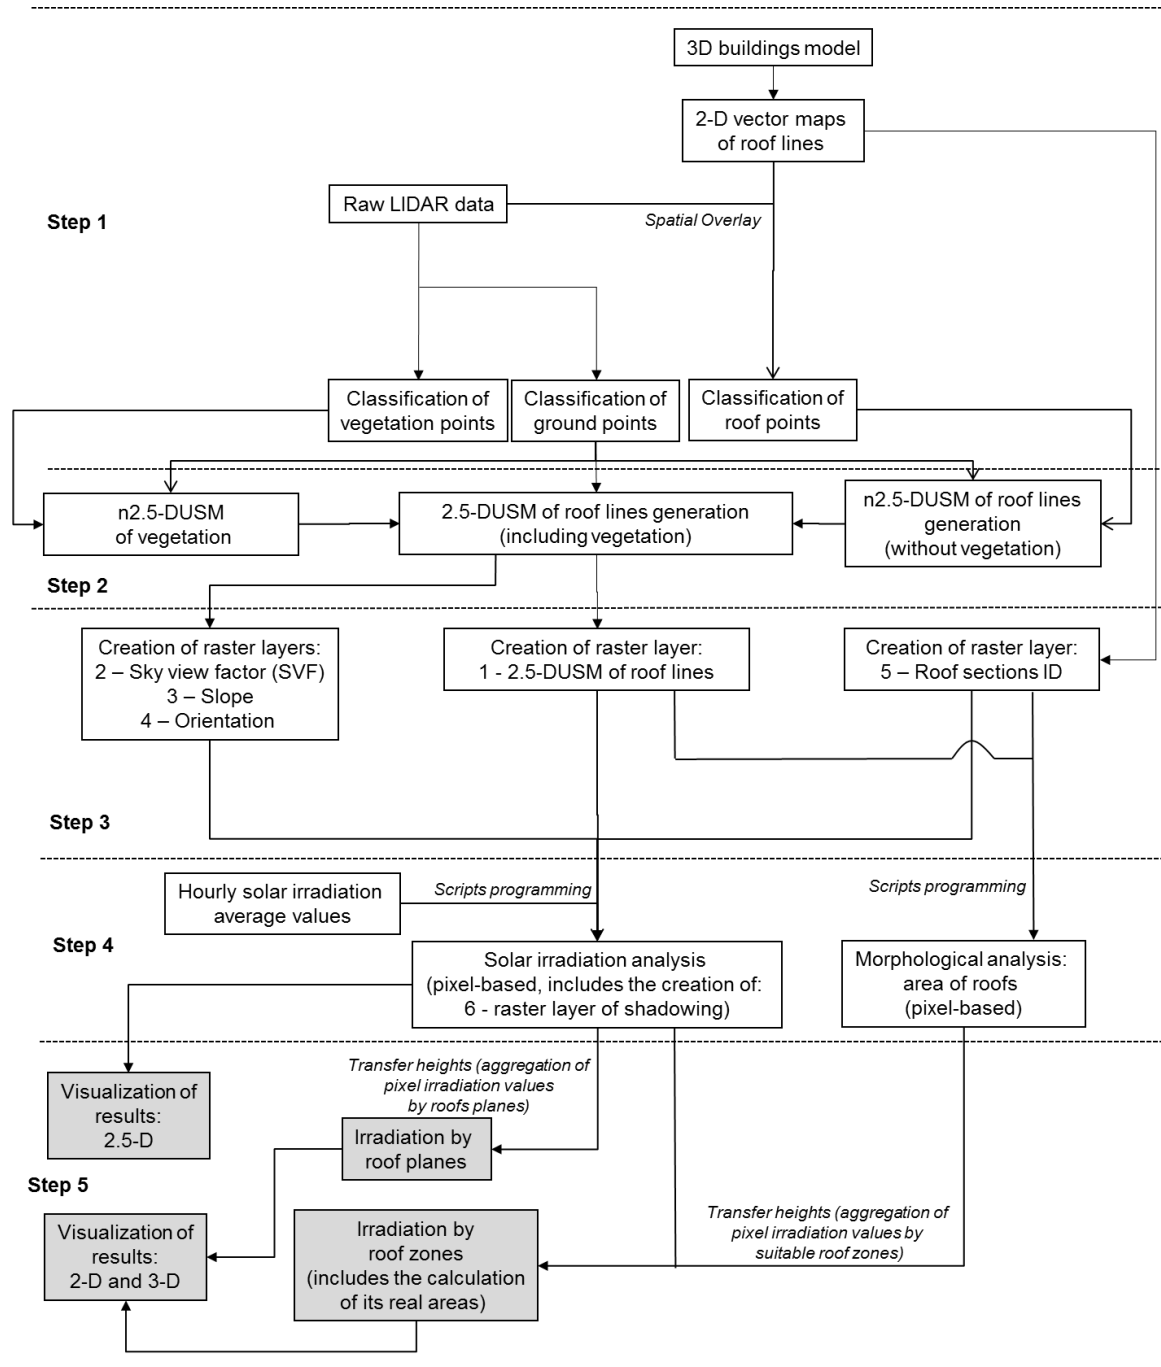 3D buildings model
2-D vector maps
of roof lines
Raw LIDAR data
Step 1
Spatial Overlay
Classification of
vegetation points
Classification of
ground points
Classification of
roof points
n2.5-DUSM
of vegetation
2.5-DUSM of roof lines generation
(including vegetation)
n2.5-DUSM of roof lines
generation
(without vegetation)
Step 2
Creation of raster layers:
2 – Sky view factor (SVF)
3 – Slope
4 – Orientation
Creation of raster layer:
1 - 2.5-DUSM of roof lines
Creation of raster layer:
5 – Roof sections ID
Step 3
Hourly solar irradiation
average values
Scripts programming
Scripts programming
Step 4
Solar irradiation analysis
(pixel-based, includes the creation of:
6 - raster layer of shadowing)
Morphological analysis:
area of roofs
(pixel-based)
Transfer heights (aggregation of
pixel irradiation values
by roofs planes)
Visualization of
results:
2.5-D
Irradiation by
roof planes
Step 5
Visualization of
results:
2-D and 3-D
Irradiation by
roof zones
(includes the calculation
of its real areas)
Transfer heights (aggregation of
pixel irradiation values by
suitable roof zones)